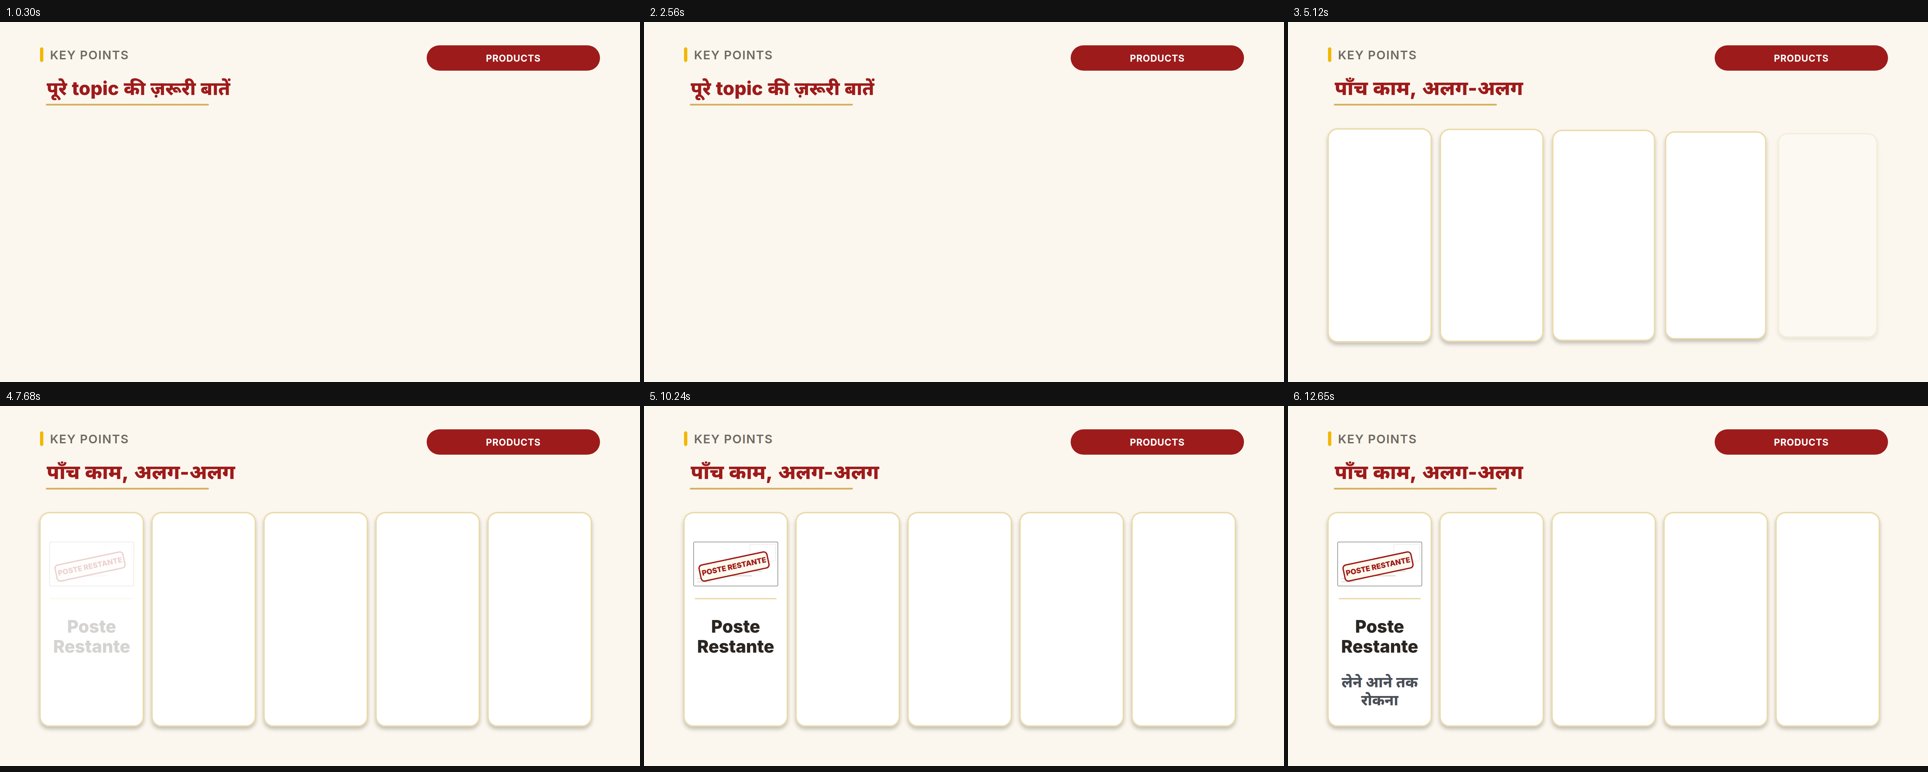 1. 0.30s
KEY POINTS
PRODUCTS
पूरे topic की ज़रूरी बातें
2. 2.56s
KEY POINTS
PRODUCTS
पूरे topic की ज़रूरी बातें
3. 5.12s
KEY POINTS
PRODUCTS
पाँच काम, अलग-अलग
4. 7.68s
KEY POINTS
PRODUCTS
पाँच काम, अलग-अलग
POSTE RESTANTE
Poste
Restante
5. 10.24s
KEY POINTS
PRODUCTS
पाँच काम, अलग-अलग
POSTE RESTANTE
Poste
Restante
6. 12.65s
KEY POINTS
PRODUCTS
पाँच काम, अलग-अलग
POSTE RESTANTE
Poste
Restante
लेने आने तक
रोकना